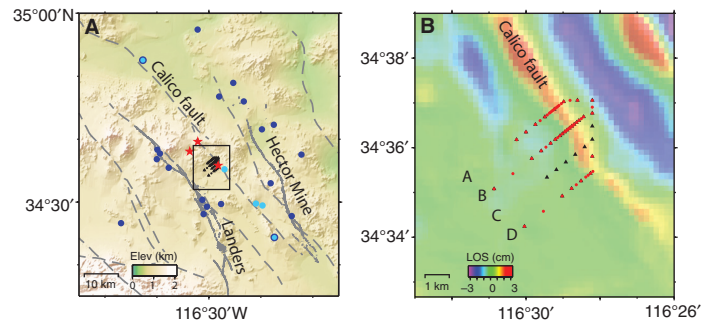 35°00'N
A
Calico fault
Hector Mine
34°30'
Landers
Elev (km)
0 1 2
10 km
116°30'W
B
34°38'
Calico fault
34°36'
A
B
C
D
34°34'
LOS (cm)
−3 0 3
1 km
116°30'
116°26'